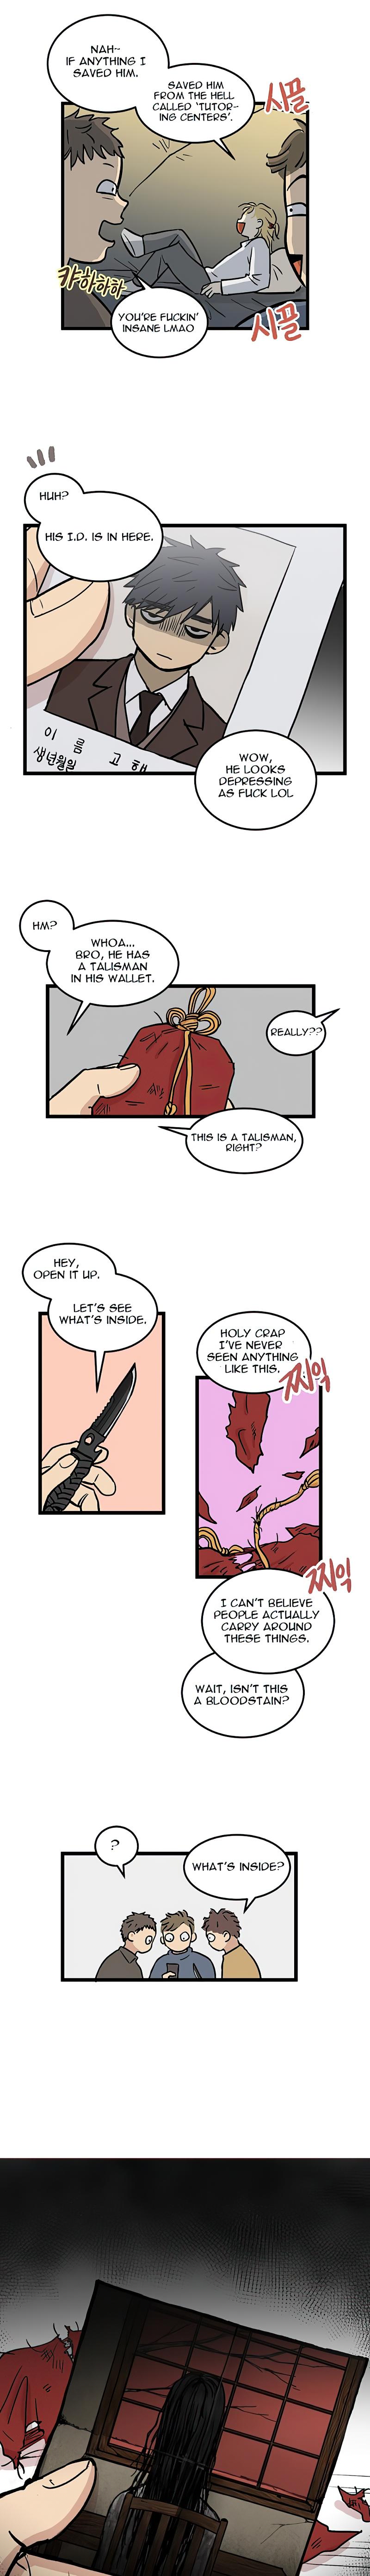 NAH~
IF ANYTHING I
SAVED HIM.
SAVED HIM
FROM THE HELL
CALLED 'TUTOR-
ING CENTERS'.
시끌
캬하하하
YOU'RE FUCKIN'
INSANE LMAO
시끌
HUH?
HIS I.D. IS IN HERE.
이 름 고 해
생년월일
WOW,
HE LOOKS
DEPRESSING
AS FUCK LOL
HM?
WHOA...
BRO, HE HAS
A TALISMAN
IN HIS WALLET.
REALLY??
THIS IS A TALISMAN,
RIGHT?
HEY,
OPEN IT UP.
LET'S SEE
WHAT'S INSIDE.
HOLY CRAP
I'VE NEVER
SEEN ANYTHING
LIKE THIS.
찌익
찌익
I CAN'T BELIEVE
PEOPLE ACTUALLY
CARRY AROUND
THESE THINGS.
WAIT, ISN'T THIS
A BLOODSTAIN?
?
WHAT'S INSIDE?